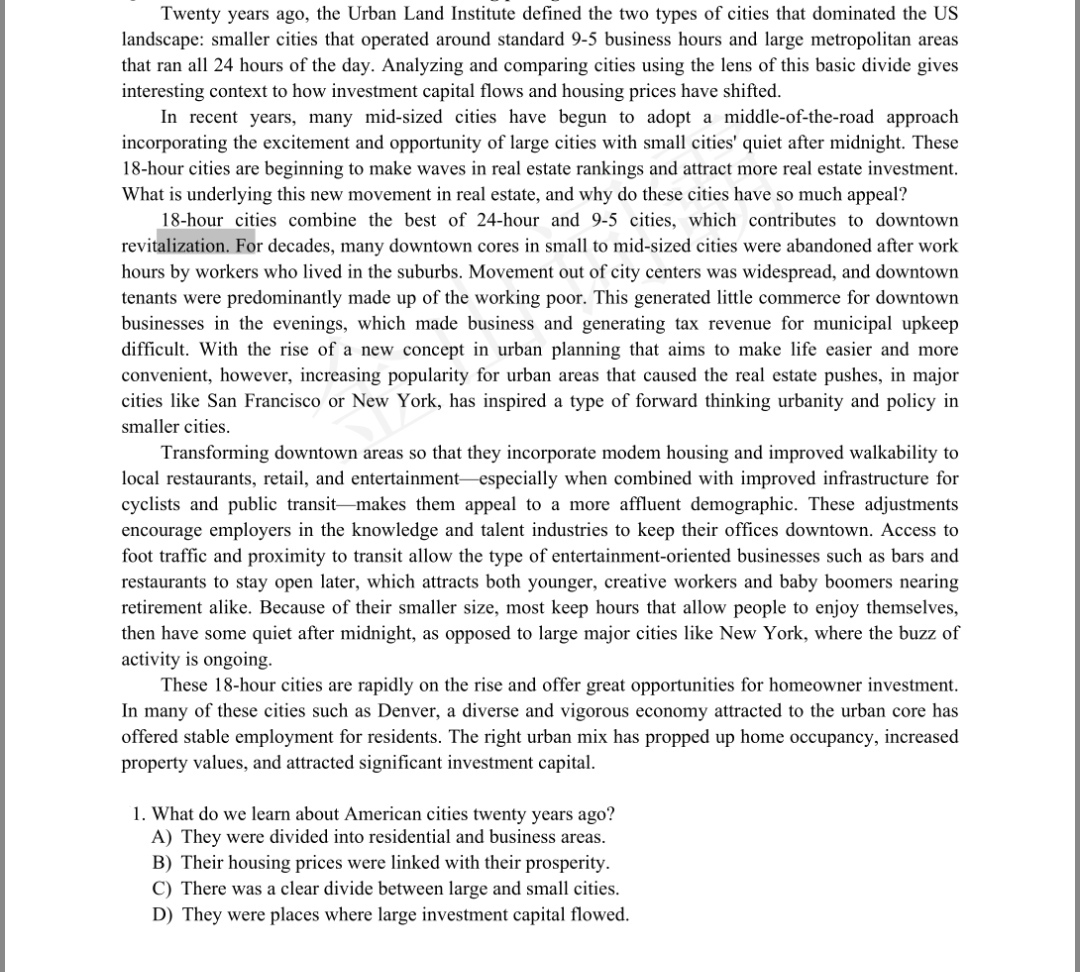 Twenty years ago, the Urban Land Institute defined the two types of cities that dominated the US
landscape: smaller cities that operated around standard 9-5 business hours and large metropolitan areas
that ran all 24 hours of the day. Analyzing and comparing cities using the lens of this basic divide gives
interesting context to how investment capital flows and housing prices have shifted.
In recent years, many mid-sized cities have begun to adopt a middle-of-the-road approach
incorporating the excitement and opportunity of large cities with small cities' quiet after midnight. These
18-hour cities are beginning to make waves in real estate rankings and attract more real estate investment.
What is underlying this new movement in real estate, and why do these cities have so much appeal?
18-hour cities combine the best of 24-hour and 9-5 cities, which contributes to downtown
revitalization. For decades, many downtown cores in small to mid-sized cities were abandoned after work
hours by workers who lived in the suburbs. Movement out of city centers was widespread, and downtown
tenants were predominantly made up of the working poor. This generated little commerce for downtown
businesses in the evenings, which made business and generating tax revenue for municipal upkeep
difficult. With the rise of a new concept in urban planning that aims to make life easier and more
convenient, however, increasing popularity for urban areas that caused the real estate pushes, in major
cities like San Francisco or New York, has inspired a type of forward thinking urbanity and policy in
smaller cities.
Transforming downtown areas so that they incorporate modem housing and improved walkability to
local restaurants, retail, and entertainment—especially when combined with improved infrastructure for
cyclists and public transit—makes them appeal to a more affluent demographic. These adjustments
encourage employers in the knowledge and talent industries to keep their offices downtown. Access to
foot traffic and proximity to transit allow the type of entertainment-oriented businesses such as bars and
restaurants to stay open later, which attracts both younger, creative workers and baby boomers nearing
retirement alike. Because of their smaller size, most keep hours that allow people to enjoy themselves,
then have some quiet after midnight, as opposed to large major cities like New York, where the buzz of
activity is ongoing.
These 18-hour cities are rapidly on the rise and offer great opportunities for homeowner investment.
In many of these cities such as Denver, a diverse and vigorous economy attracted to the urban core has
offered stable employment for residents. The right urban mix has propped up home occupancy, increased
property values, and attracted significant investment capital.
1. What do we learn about American cities twenty years ago?
A) They were divided into residential and business areas.
B) Their housing prices were linked with their prosperity.
C) There was a clear divide between large and small cities.
D) They were places where large investment capital flowed.